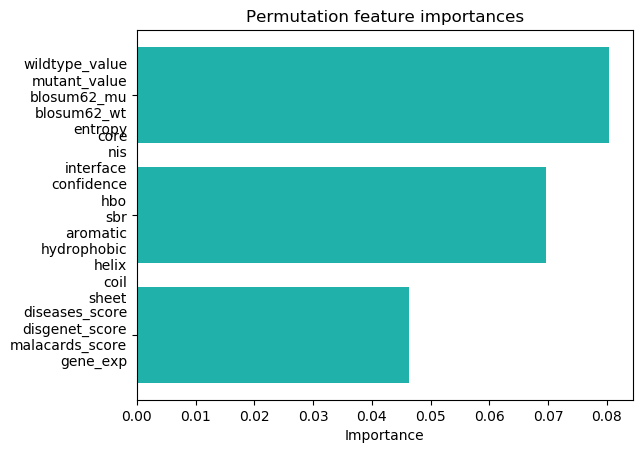 Permutation feature importances
wildtype_value
mutant_value
blosum62_mu
blosum62_wt
entropy
core
nis
interface
confidence
hbo
sbr
aromatic
hydrophobic
helix
coil
sheet
diseases_score
disgenet_score
malacards_score
gene_exp
0.00 0.01 0.02 0.03 0.04 0.05 0.06 0.07 0.08
Importance